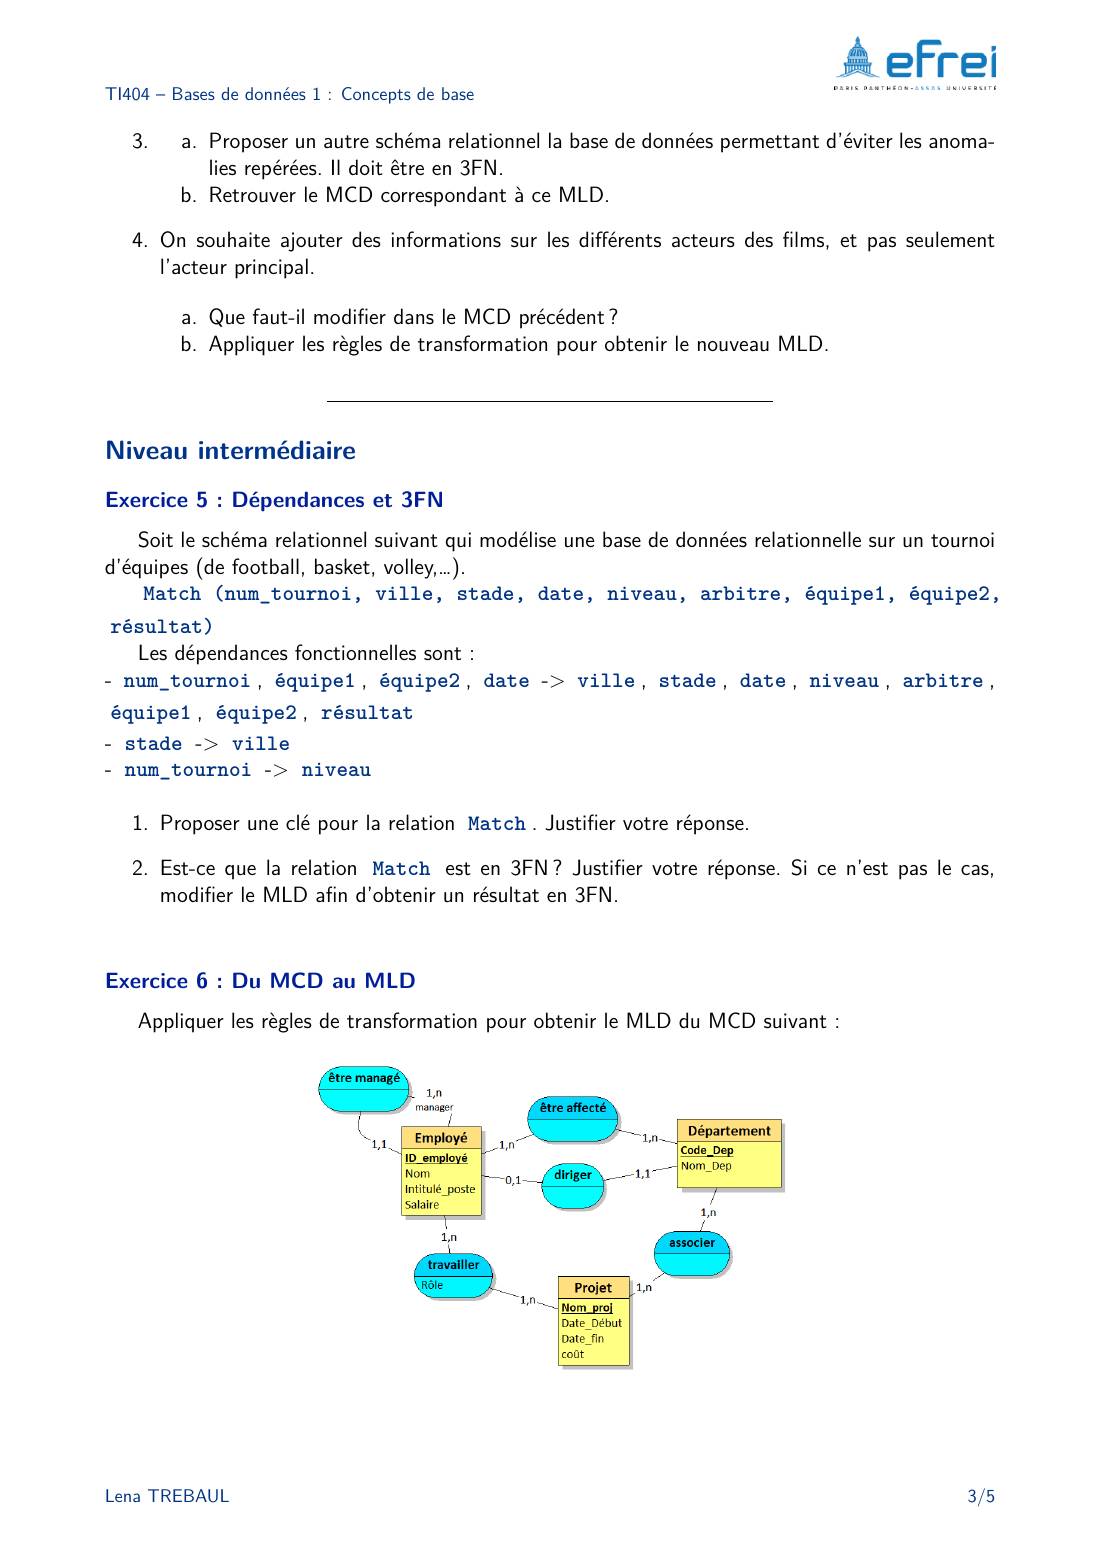 efrei
PARIS PANTHÉON-ASSAS UNIVERSITÉ
TI404 – Bases de données 1 : Concepts de base
3. a. Proposer un autre schéma relationnel la base de données permettant d'éviter les anoma-
lies repérées. Il doit être en 3FN.
b. Retrouver le MCD correspondant à ce MLD.
4. On souhaite ajouter des informations sur les différents acteurs des films, et pas seulement
l'acteur principal.
a. Que faut-il modifier dans le MCD précédent ?
b. Appliquer les règles de transformation pour obtenir le nouveau MLD.
Niveau intermédiaire
Exercice 5 : Dépendances et 3FN
Soit le schéma relationnel suivant qui modélise une base de données relationnelle sur un tournoi
d'équipes (de football, basket, volley,…).
Match (num_tournoi, ville, stade, date, niveau, arbitre, équipe1, équipe2,
résultat)
Les dépendances fonctionnelles sont :
- num_tournoi , équipe1 , équipe2 , date -> ville , stade , date , niveau , arbitre ,
équipe1 , équipe2 , résultat
- stade -> ville
- num_tournoi -> niveau
1. Proposer une clé pour la relation Match . Justifier votre réponse.
2. Est-ce que la relation Match est en 3FN ? Justifier votre réponse. Si ce n'est pas le cas,
modifier le MLD afin d'obtenir un résultat en 3FN.
Exercice 6 : Du MCD au MLD
Appliquer les règles de transformation pour obtenir le MLD du MCD suivant :
être managé
1,n
manager
1,1
Employé
ID_employé
Nom
Intitulé_poste
Salaire
1,n
être affecté
1,n
0,1
diriger
1,1
Département
Code_Dep
Nom_Dep
1,n
associer
1,n
1,n
travailler
Rôle
1,n
Projet
Nom_proj
Date_Début
Date_fin
coût
Lena TREBAUL
3/5